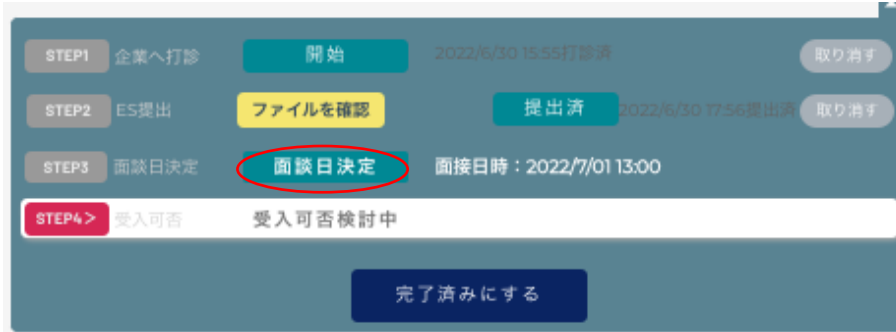 STEP1 企業へ打診 開始 2022/6/30 15:55打診済 取り消す
STEP2 ES提出 ファイルを確認 提出済 2022/6/30 17:56提出済 取り消す
STEP3 面談日決定 面談日決定 面接日時：2022/7/01 13:00
STEP4＞ 受入可否 受入可否検討中
完了済みにする